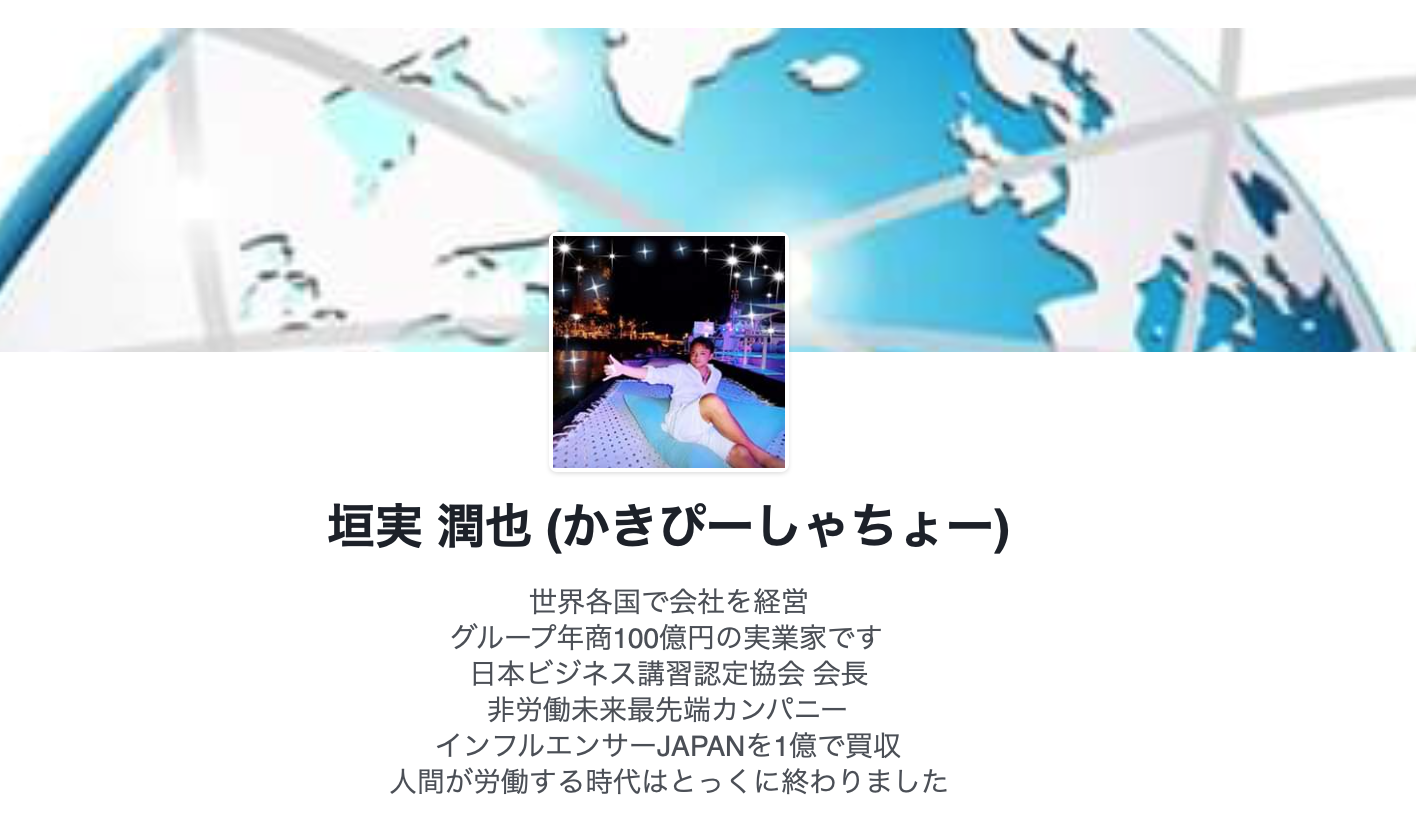 垣実 潤也 (かきぴーしゃちょー)
世界各国で会社を経営
グループ年商100億円の実業家です
日本ビジネス講習認定協会 会長
非労働未来最先端カンパニー
インフルエンサーJAPANを1億で買収
人間が労働する時代はとっくに終わりました